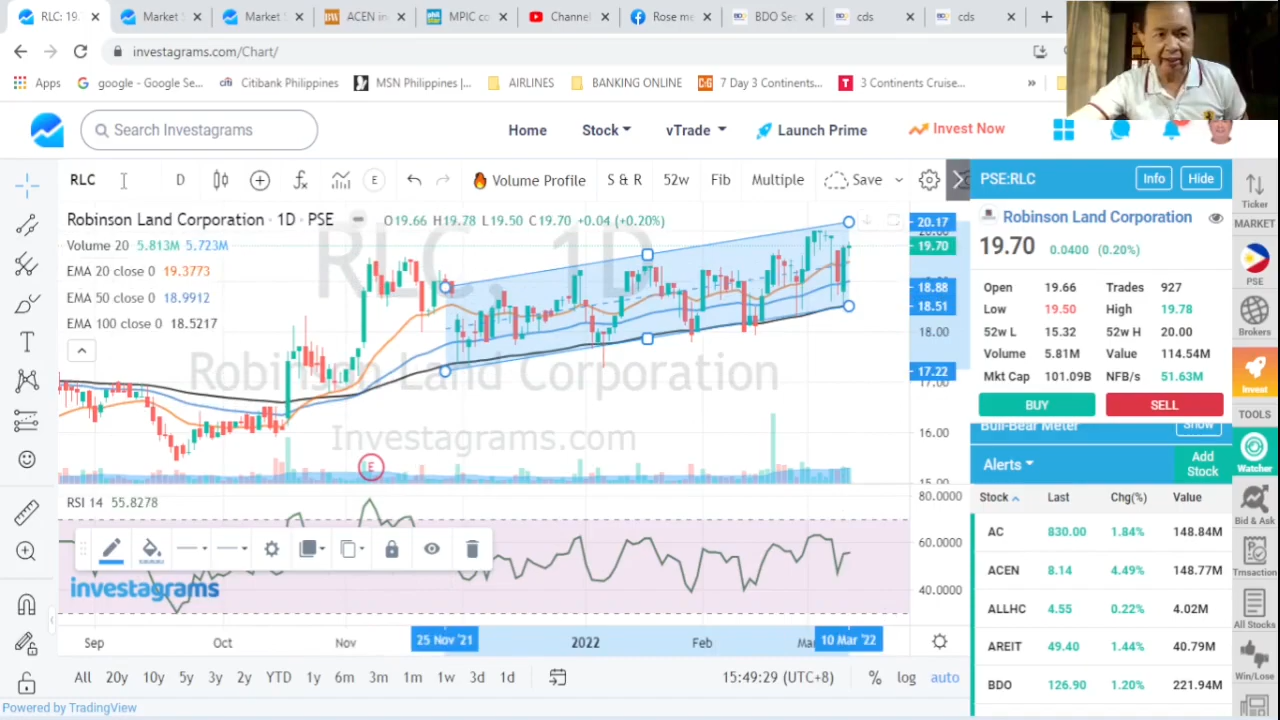 RLC: 19.
Market
Market
ACEN in
MPIC co
Channel
Rose me
BDO Se
cds
cds
investagrams.com/Chart/
Apps
google - Google Se...
Citibank Philippines
MSN Philippines |...
AIRLINES
BANKING ONLINE
7 Day 3 Continents...
3 Continents Cruise...
»
Search Investagrams
Home
Stock
vTrade
Launch Prime
Invest Now
RLC
D
E
Volume Profile
S & R
52w
Fib
Multiple
Save
Robinson Land Corporation · 1D · PSE
O19.66 H19.78 L19.50 C19.70 +0.04 (+0.20%)
Volume 20 5.813M 5.723M
EMA 20 close 0 19.3773
EMA 50 close 0 18.9912
EMA 100 close 0 18.5217
RLC, 1D
Robinson Land Corporation
Investagrams.com
E
20.17
20.00
19.70
18.88
18.51
18.00
17.22
17.00
16.00
15.00
RSI 14 55.8278
80.0000
60.0000
40.0000
investagrams
Sep
Oct
Nov
25 Nov '21
2022
Feb
Ma
10 Mar '22
All
20y
10y
5y
3y
2y
YTD
1y
6m
3m
1m
1w
3d
1d
15:49:29 (UTC+8)
%
log
auto
Powered by TradingView
PSE:RLC
Info
Hide
Robinson Land Corporation
19.70 0.0400 (0.20%)
Open 19.66 Trades 927
Low 19.50 High 19.78
52w L 15.32 52w H 20.00
Volume 5.81M Value 114.54M
Mkt Cap 101.09B NFB/s 51.63M
BUY
SELL
Bull-Bear Meter
Show
Alerts
Add
Stock
Stock Last Chg(%) Value
AC 830.00 1.84% 148.84M
ACEN 8.14 4.49% 148.77M
ALLHC 4.55 0.22% 4.02M
AREIT 49.40 1.44% 40.79M
BDO 126.90 1.20% 221.94M
Ticker
MARKET
PSE
Brokers
Invest
TOOLS
Watcher
Bid & Ask
Trnsaction
All Stocks
Win/Lose